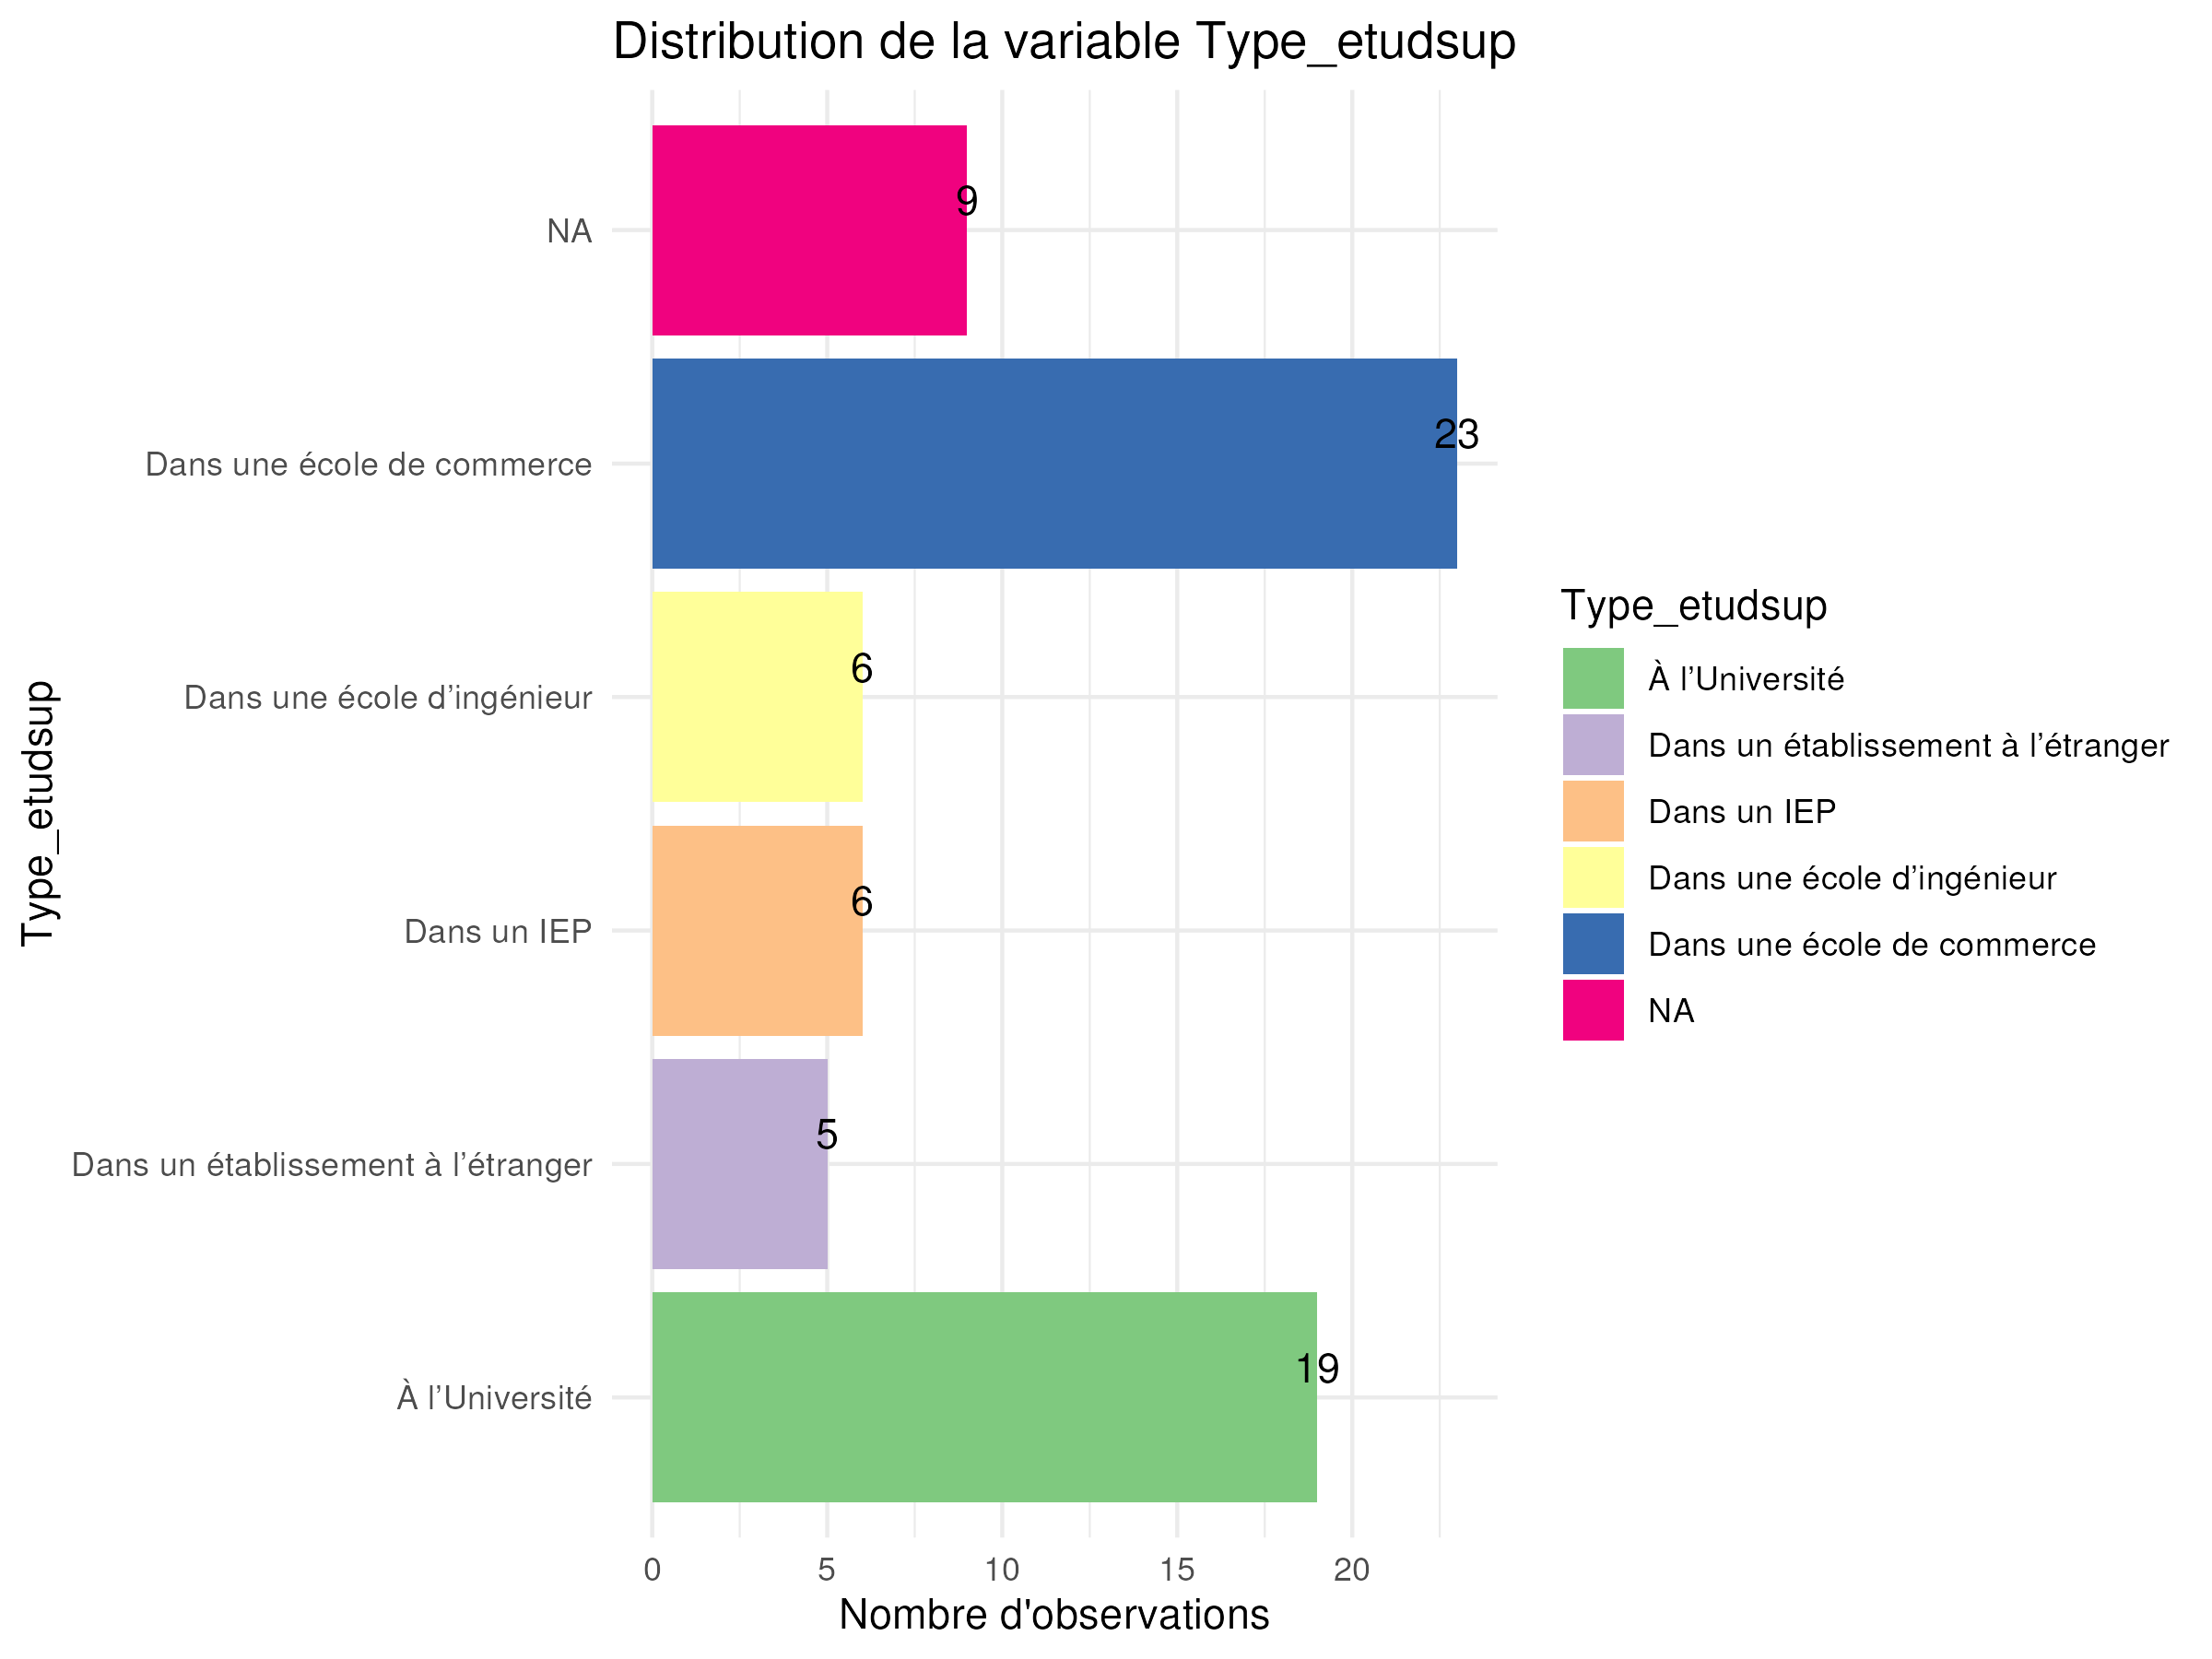 Distribution de la variable Type_etudsup
NA
9
Dans une école de commerce
23
Dans une école d’ingénieur
6
Dans un IEP
6
Dans un établissement à l’étranger
5
À l’Université
19
0 5 10 15 20
Nombre d'observations
Type_etudsup
Type_etudsup
À l’Université
Dans un établissement à l’étranger
Dans un IEP
Dans une école d’ingénieur
Dans une école de commerce
NA